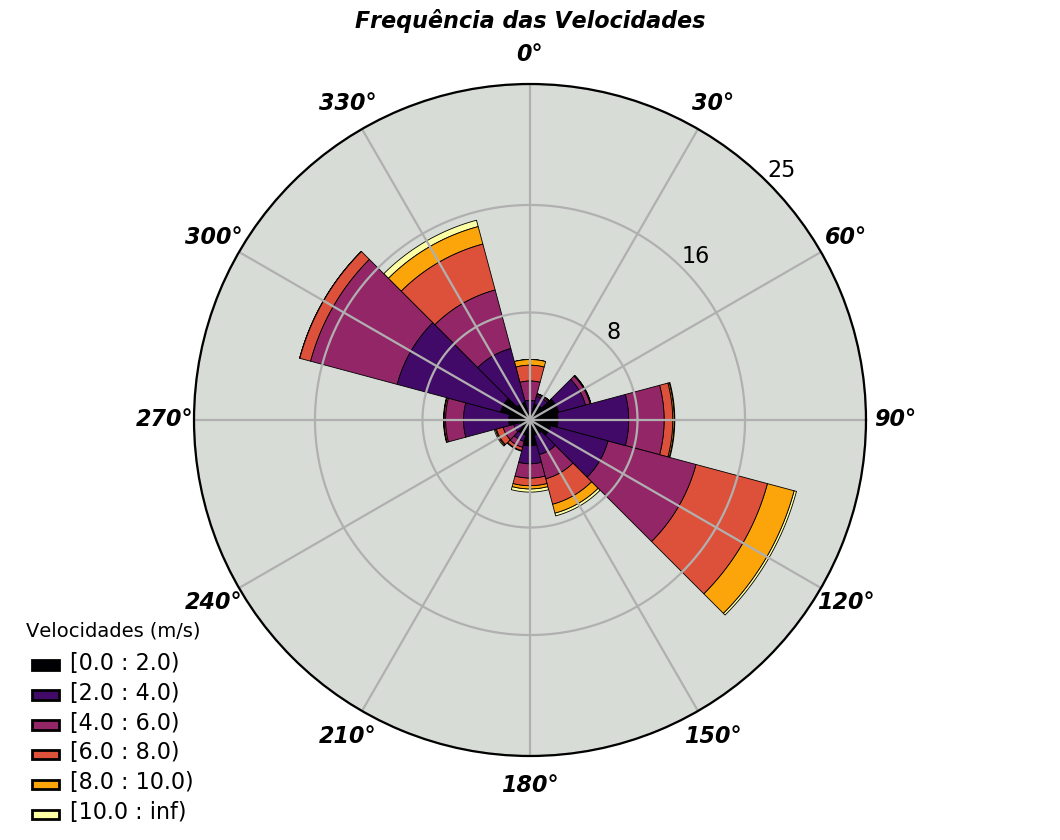 Frequência das Velocidades
0°
330°
30°
25
300°
60°
16
8
270°
90°
240°
120°
210°
150°
180°
Velocidades (m/s)
[0.0 : 2.0)
[2.0 : 4.0)
[4.0 : 6.0)
[6.0 : 8.0)
[8.0 : 10.0)
[10.0 : inf)